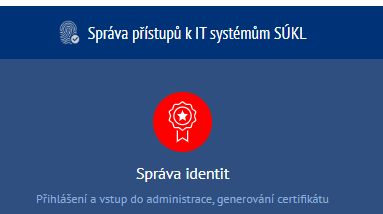 Správa přístupů k IT systémům SÚKL
Správa identit
Přihlášení a vstup do administrace, generování certifikátu